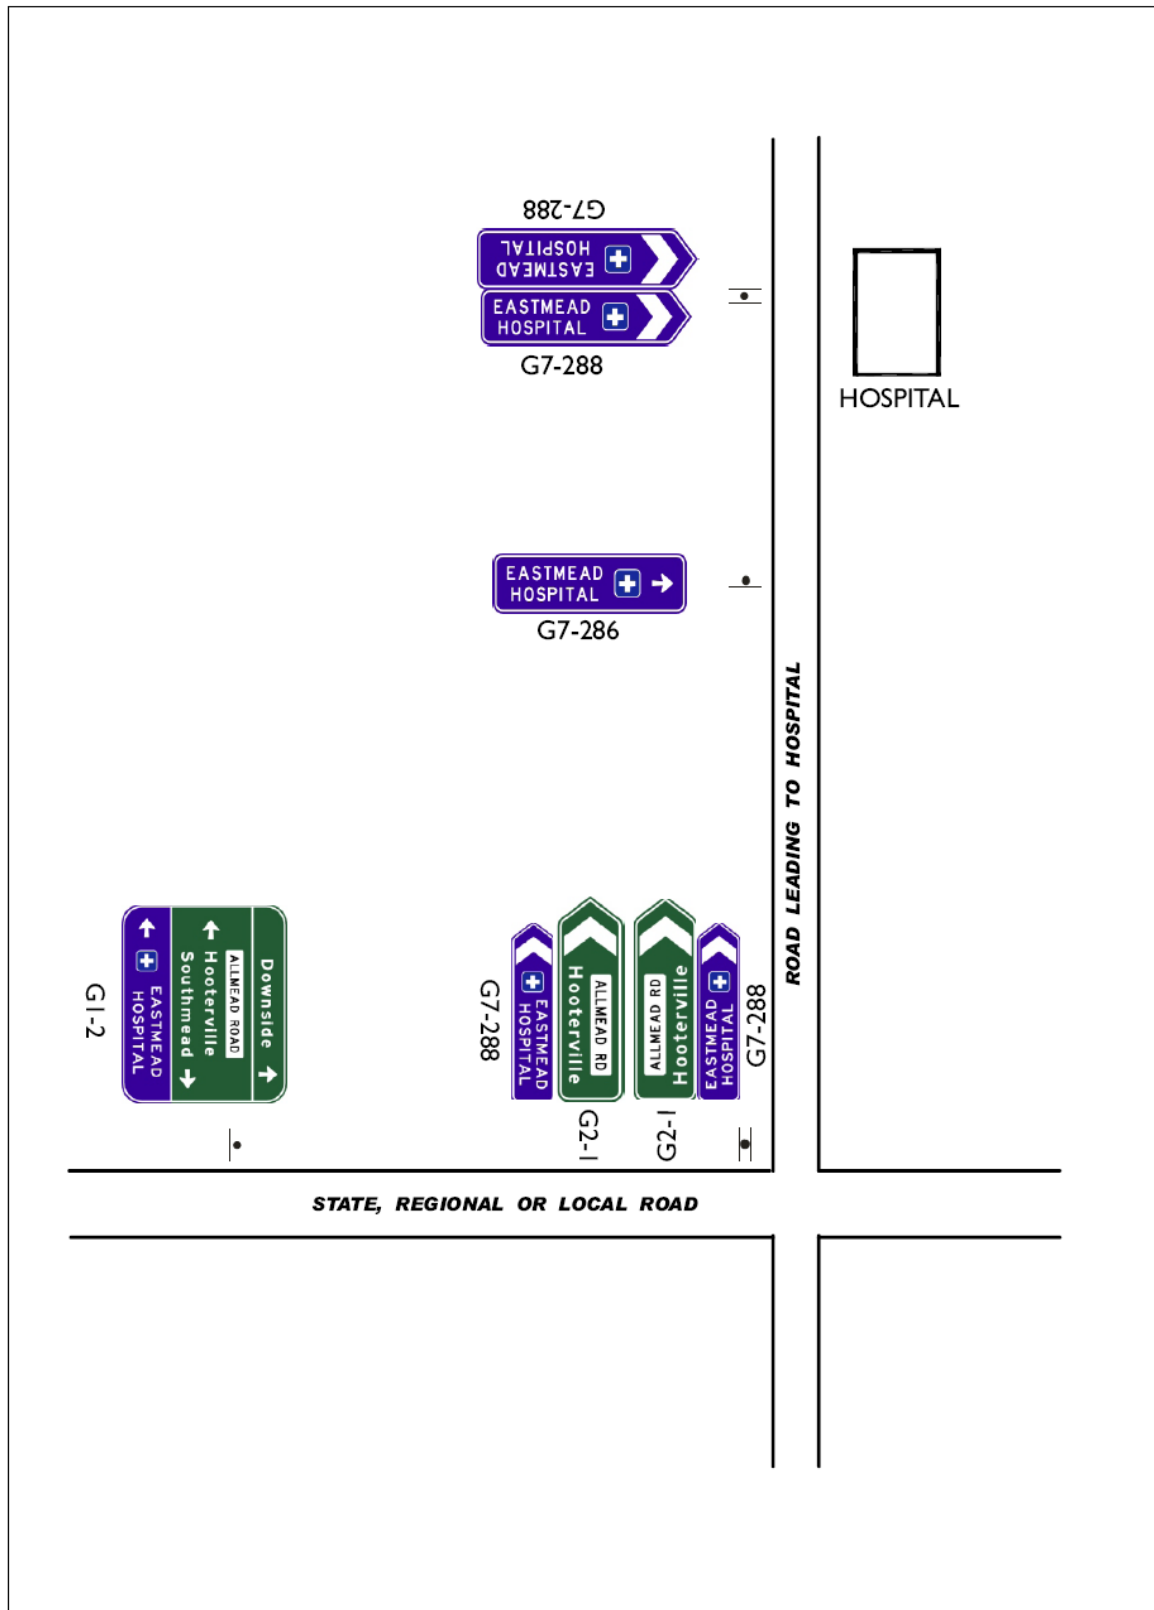 G7-288
EASTMEAD
HOSPITAL
EASTMEAD
HOSPITAL
G7-288
HOSPITAL
EASTMEAD
HOSPITAL
G7-286
ROAD LEADING TO HOSPITAL
Downside
ALLMEAD ROAD
Hooterville
Southmead
EASTMEAD
HOSPITAL
G1-2
EASTMEAD
HOSPITAL
G7-288
ALLMEAD RD
Hooterville
G2-1
ALLMEAD RD
Hooterville
G2-1
EASTMEAD
HOSPITAL
G7-288
STATE, REGIONAL OR LOCAL ROAD